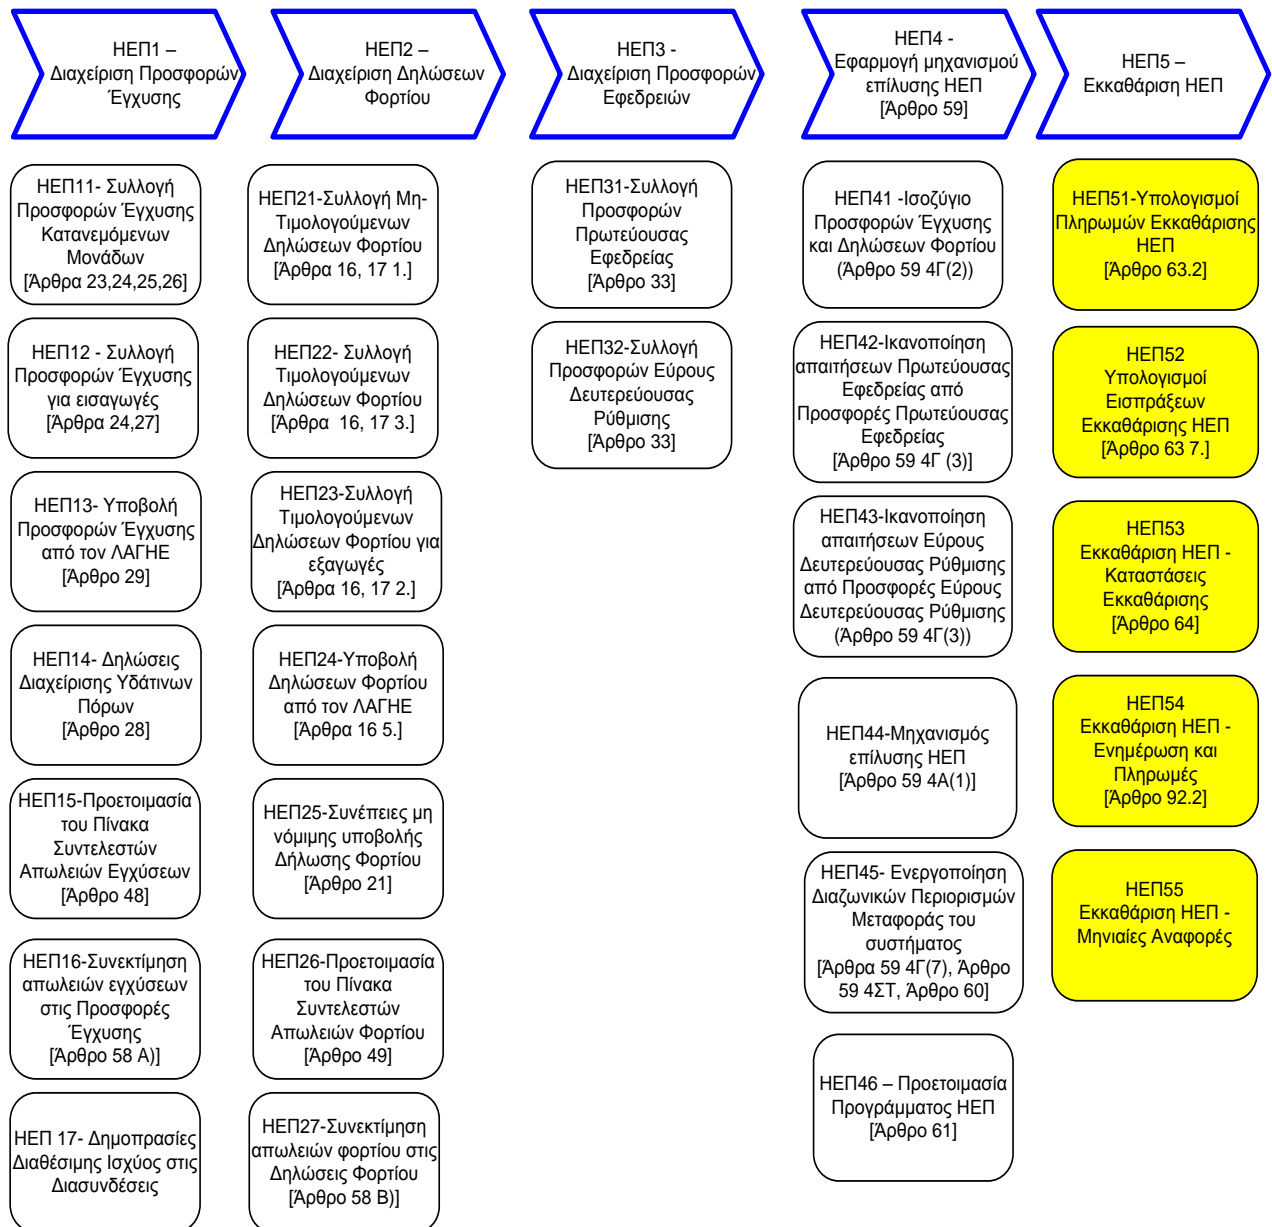 ΗΕΠ1 –
Διαχείριση Προσφορών
Έγχυσης
ΗΕΠ2 –
Διαχείριση Δηλώσεων
Φορτίου
ΗΕΠ3 -
Διαχείριση Προσφορών
Εφεδρειών
ΗΕΠ4 -
Εφαρμογή μηχανισμού
επίλυσης ΗΕΠ
[Άρθρο 59]
ΗΕΠ5 –
Εκκαθάριση ΗΕΠ
ΗΕΠ11- Συλλογή
Προσφορών Έγχυσης
Κατανεμόμενων
Μονάδων
[Άρθρα 23,24,25,26]
ΗΕΠ12 - Συλλογή
Προσφορών Έγχυσης
για εισαγωγές
[Άρθρα 24,27]
ΗΕΠ13- Υποβολή
Προσφορών Έγχυσης
από τον ΛΑΓΗΕ
[Άρθρο 29]
ΗΕΠ14- Δηλώσεις
Διαχείρισης Υδάτινων
Πόρων
[Άρθρο 28]
ΗΕΠ15-Προετοιμασία
του Πίνακα
Συντελεστών
Απωλειών Εγχύσεων
[Άρθρο 48]
ΗΕΠ16-Συνεκτίμηση
απωλειών εγχύσεων
στις Προσφορές
Έγχυσης
[Άρθρο 58 Α)]
ΗΕΠ 17- Δημοπρασίες
Διαθέσιμης Ισχύος στις
Διασυνδέσεις
ΗΕΠ21-Συλλογή Μη-
Τιμολογούμενων
Δηλώσεων Φορτίου
[Άρθρα 16, 17 1.]
ΗΕΠ22- Συλλογή
Τιμολογούμενων
Δηλώσεων Φορτίου
[Άρθρα  16, 17 3.]
ΗΕΠ23-Συλλογή
Τιμολογούμενων
Δηλώσεων Φορτίου για
εξαγωγές
[Άρθρα 16, 17 2.]
ΗΕΠ24-Υποβολή
Δηλώσεων Φορτίου
από τον ΛΑΓΗΕ
[Άρθρα 16 5.]
ΗΕΠ25-Συνέπειες μη
νόμιμης υποβολής
Δήλωσης Φορτίου
[Άρθρο 21]
ΗΕΠ26-Προετοιμασία
του Πίνακα
Συντελεστών
Απωλειών Φορτίου
[Άρθρο 49]
ΗΕΠ27-Συνεκτίμηση
απωλειών φορτίου στις
Δηλώσεις Φορτίου
[Άρθρο 58 Β)]
ΗΕΠ31-Συλλογή
Προσφορών
Πρωτεύουσας
Εφεδρείας
[Άρθρο 33]
ΗΕΠ32-Συλλογή
Προσφορών Εύρους
Δευτερεύουσας
Ρύθμισης
[Άρθρο 33]
ΗΕΠ41 -Ισοζύγιο
Προσφορών Έγχυσης
και Δηλώσεων Φορτίου
(Άρθρο 59 4Γ(2))
ΗΕΠ42-Ικανοποίηση
απαιτήσεων Πρωτεύουσας
Εφεδρείας από
Προσφορές Πρωτεύουσας
Εφεδρείας
[Άρθρο 59 4Γ (3)]
ΗΕΠ43-Ικανοποίηση
απαιτήσεων Εύρους
Δευτερεύουσας Ρύθμισης
από Προσφορές Εύρους
Δευτερεύουσας Ρύθμισης
(Άρθρο 59 4Γ(3))
ΗΕΠ44-Μηχανισμός
επίλυσης ΗΕΠ
[Άρθρο 59 4Α(1)]
ΗΕΠ45- Ενεργοποίηση
Διαζωνικών Περιορισμών
Μεταφοράς του
συστήματος
[Άρθρα 59 4Γ(7), Άρθρο
59 4ΣΤ, Άρθρο 60]
ΗΕΠ46 – Προετοιμασία
Προγράμματος ΗΕΠ
[Άρθρο 61]
ΗΕΠ51-Υπολογισμοί
Πληρωμών Εκκαθάρισης
ΗΕΠ
[Άρθρο 63.2]
ΗΕΠ52
Υπολογισμοί
Εισπράξεων
Εκκαθάρισης ΗΕΠ
[Άρθρο 63 7.]
ΗΕΠ53
Εκκαθάριση ΗΕΠ -
Καταστάσεις
Εκκαθάρισης
[Άρθρο 64]
ΗΕΠ54
Εκκαθάριση ΗΕΠ -
Ενημέρωση και
Πληρωμές
[Άρθρο 92.2]
ΗΕΠ55
Εκκαθάριση ΗΕΠ -
Μηνιαίες Αναφορές